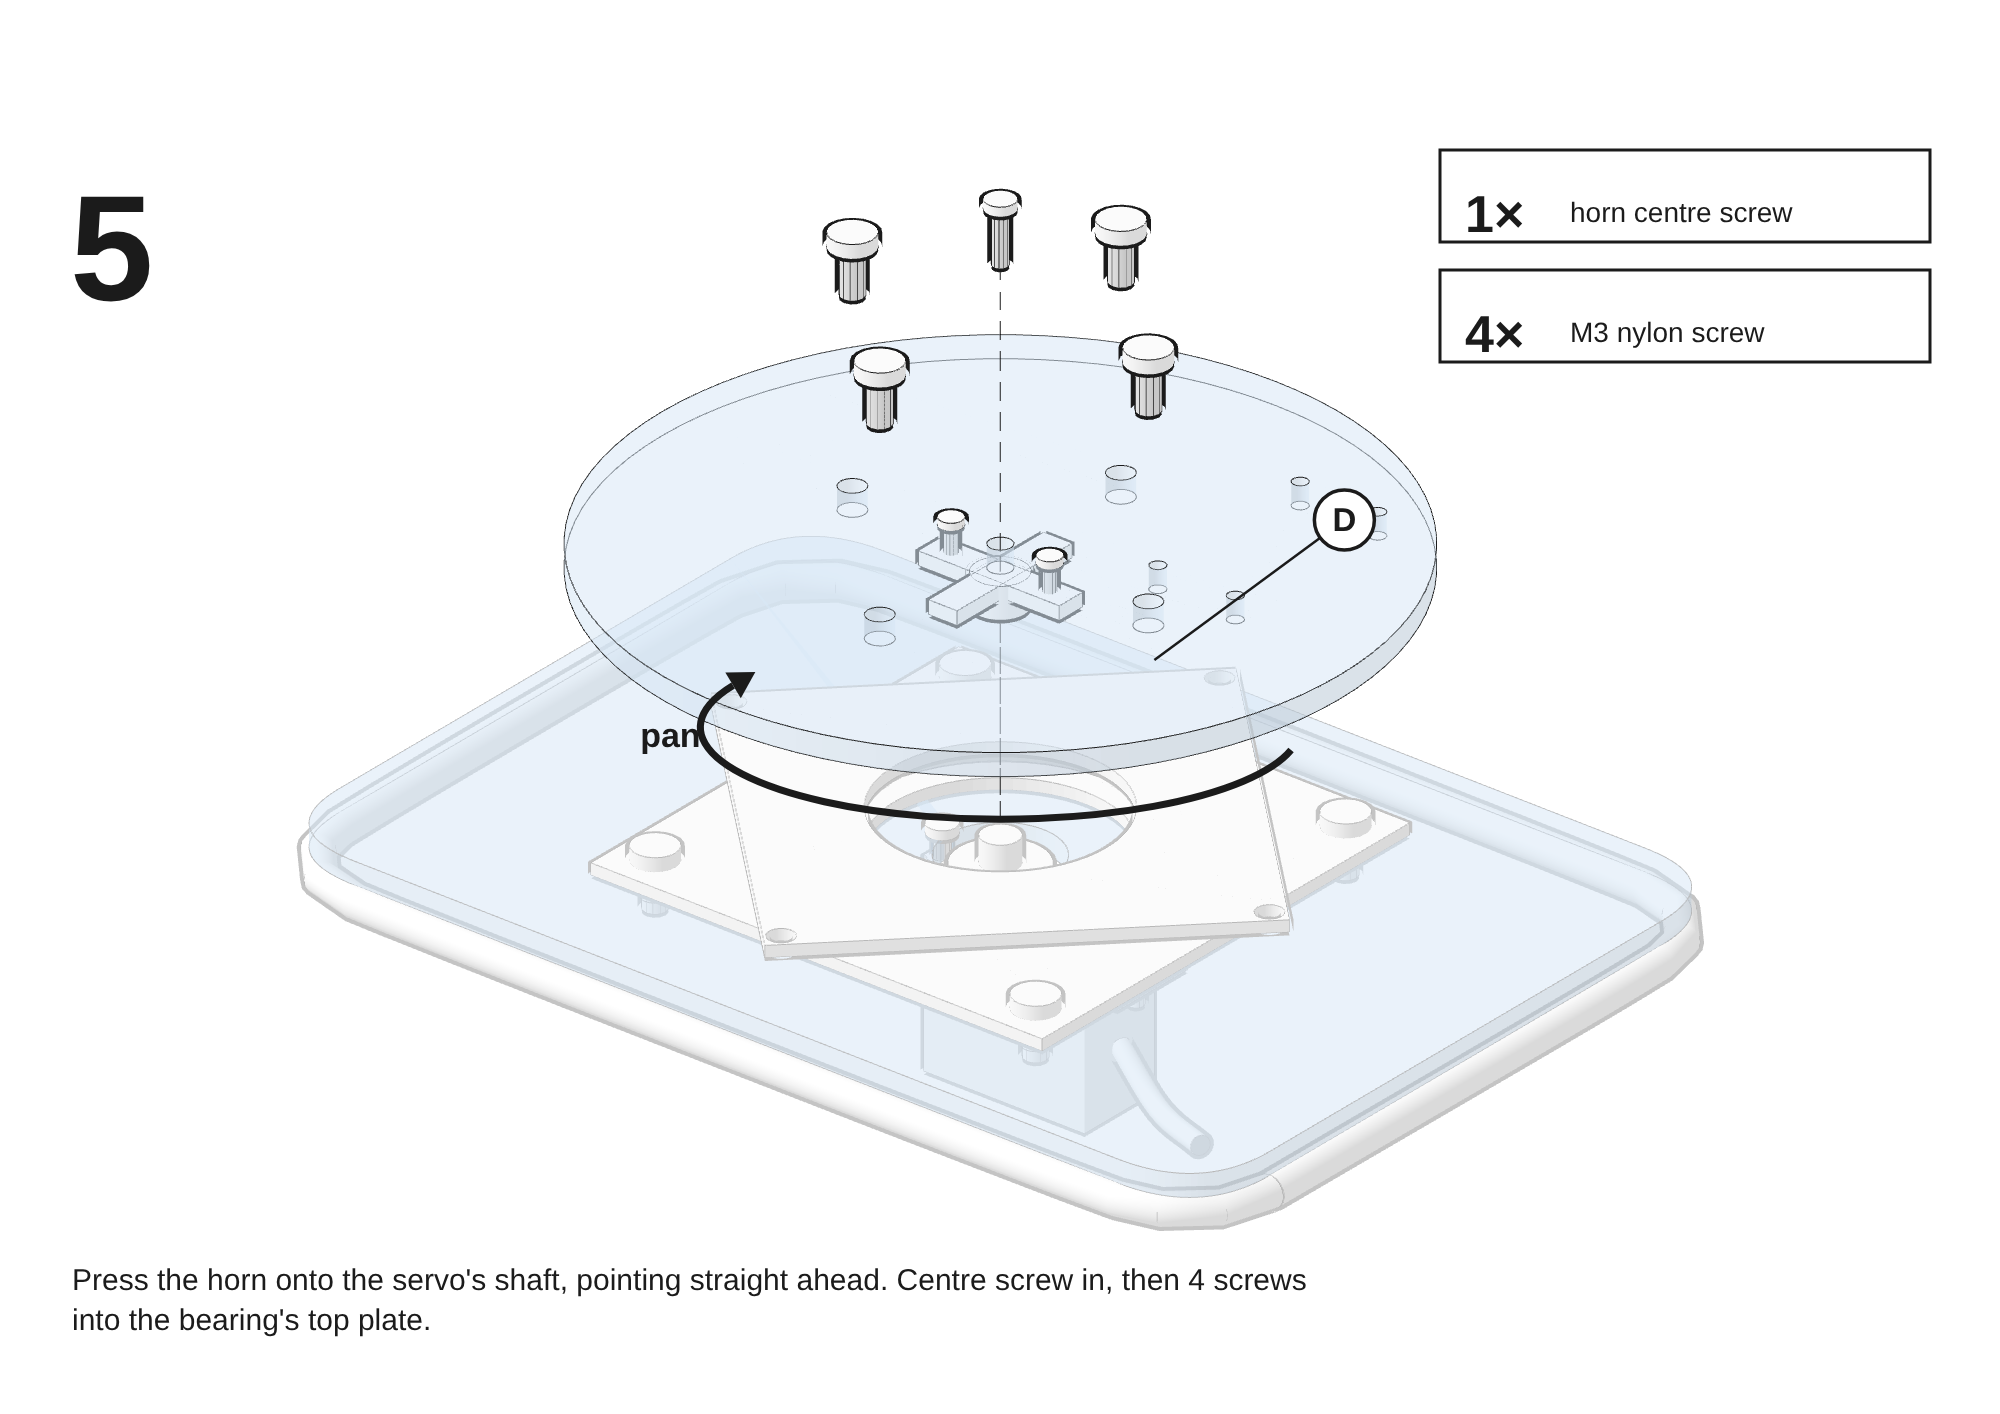 5
1× horn centre screw
4× M3 nylon screw
D
pan
Press the horn onto the servo's shaft, pointing straight ahead. Centre screw in, then 4 screws
into the bearing's top plate.